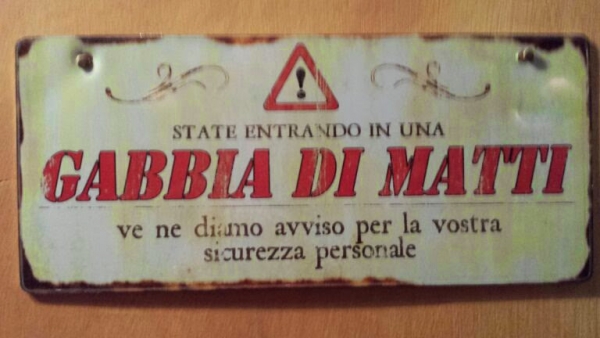 STATE ENTRANDO IN UNA
GABBIA DI MATTI
ve ne diamo avviso per la vostra
sicurezza personale